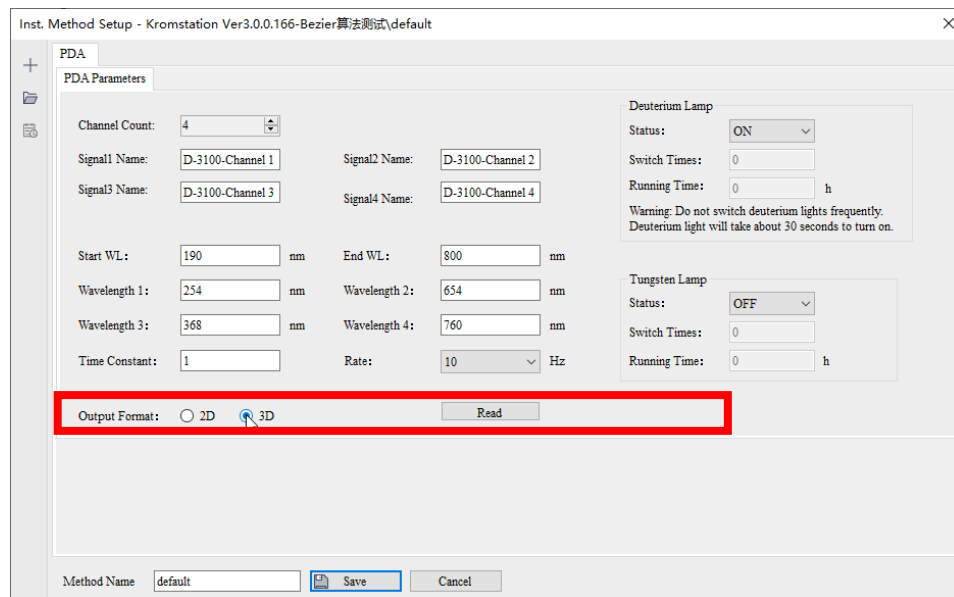 Inst. Method Setup - Kromstation Ver3.0.0.166-Bezier算法测试\default
PDA
PDA Parameters
Channel Count: 4
Signal1 Name: D-3100-Channel 1 Signal2 Name: D-3100-Channel 2
Signal3 Name: D-3100-Channel 3 Signal4 Name: D-3100-Channel 4
Start WL: 190 nm End WL: 800 nm
Wavelength 1: 254 nm Wavelength 2: 654 nm
Wavelength 3: 368 nm Wavelength 4: 760 nm
Time Constant: 1 Rate: 10 Hz
Output Format: 2D 3D Read
Deuterium Lamp
Status: ON
Switch Times: 0
Running Time: 0 h
Warning: Do not switch deuterium lights frequently.
Deuterium light will take about 30 seconds to turn on.
Tungsten Lamp
Status: OFF
Switch Times: 0
Running Time: 0 h
Method Name default Save Cancel